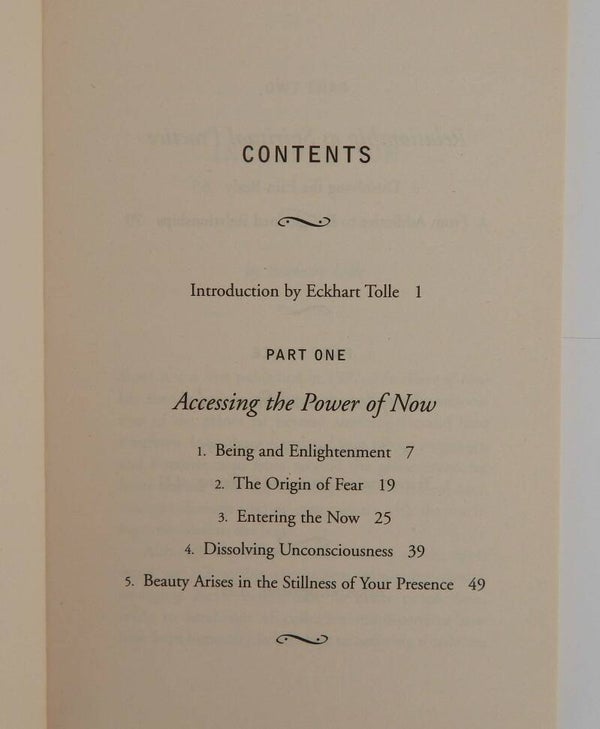 CONTENTS
Introduction by Eckhart Tolle 1
PART ONE
Accessing the Power of Now
1. Being and Enlightenment 7
2. The Origin of Fear 19
3. Entering the Now 25
4. Dissolving Unconsciousness 39
5. Beauty Arises in the Stillness of Your Presence 49